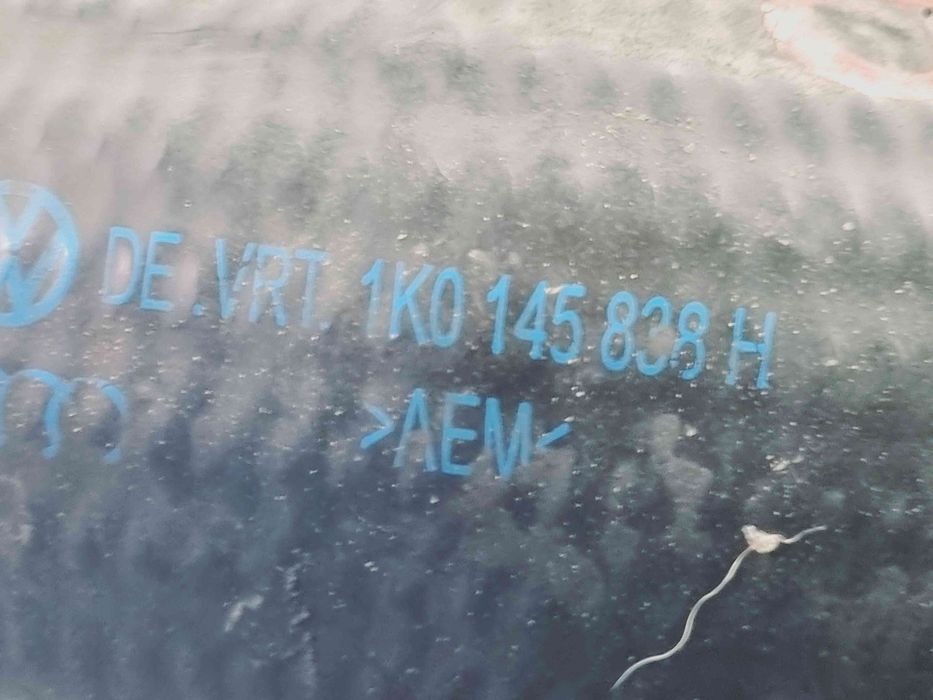 DE .VRT. 1K0 145 838 H
>AEM<